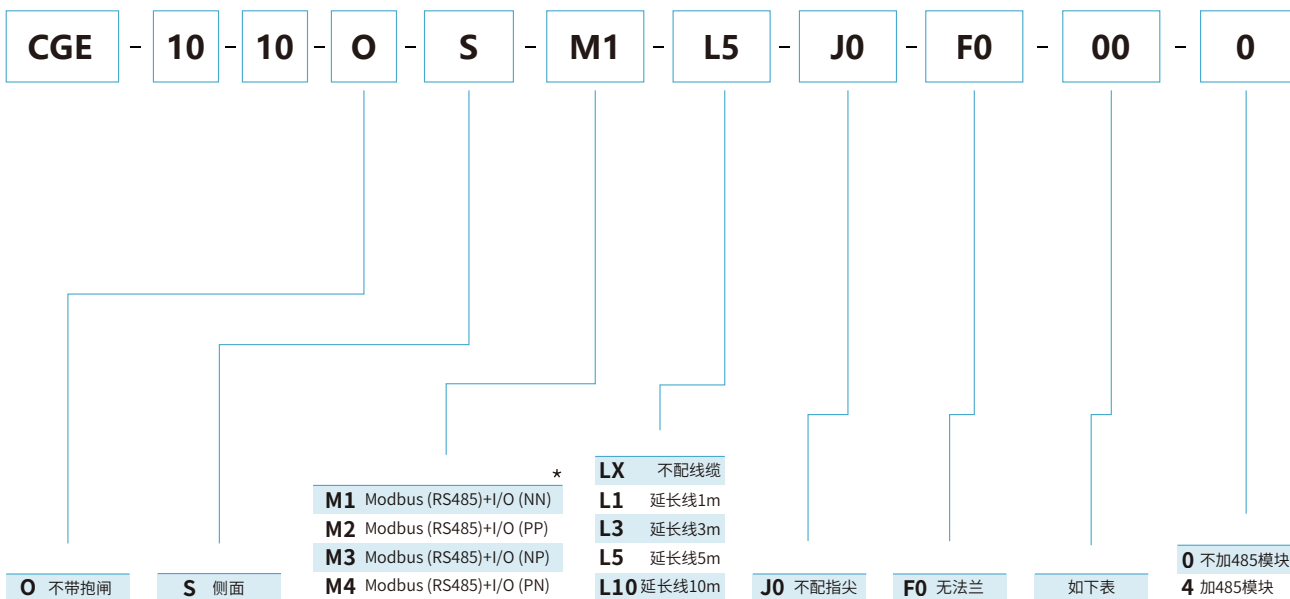 CGE - 10 - 10 - O - S - M1 - L5 - J0 - F0 - 00 - 0
*
M1 Modbus (RS485)+I/O (NN)
M2 Modbus (RS485)+I/O (PP)
M3 Modbus (RS485)+I/O (NP)
M4 Modbus (RS485)+I/O (PN)
LX 不配线缆
L1 延长线1m
L3 延长线3m
L5 延长线5m
L10 延长线10m
O 不带抱闸
S 侧面
J0 不配指尖
F0 无法兰
如下表
0 不加485模块
4 加485模块